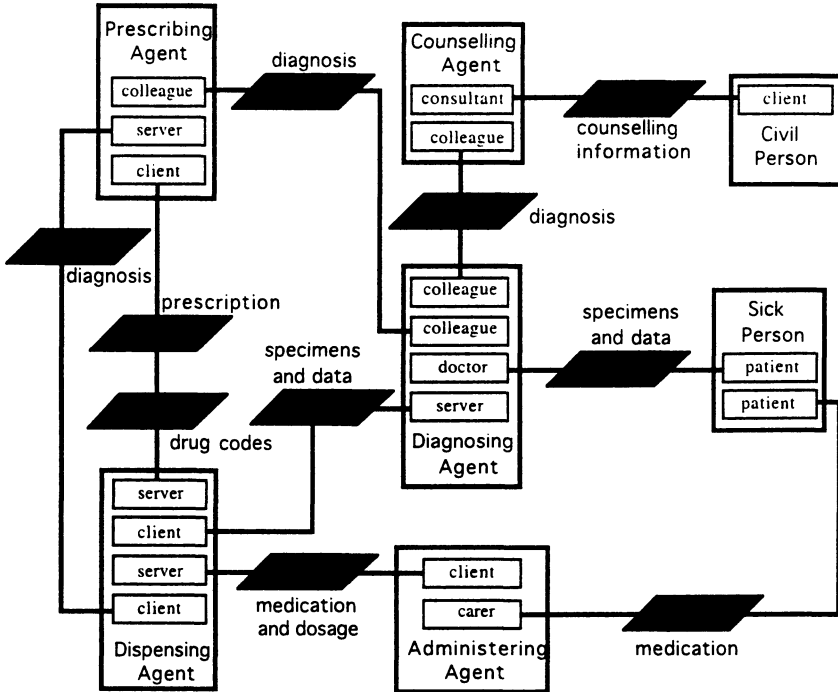 Prescribing
Agent
colleague
server
client
diagnosis
Counselling
Agent
consultant
colleague
counselling
information
client
Civil
Person
diagnosis
diagnosis
prescription
drug codes
specimens
and data
colleague
colleague
doctor
server
Diagnosing
Agent
specimens
and data
Sick
Person
patient
patient
server
client
server
client
Dispensing
Agent
medication
and dosage
client
carer
Administering
Agent
medication